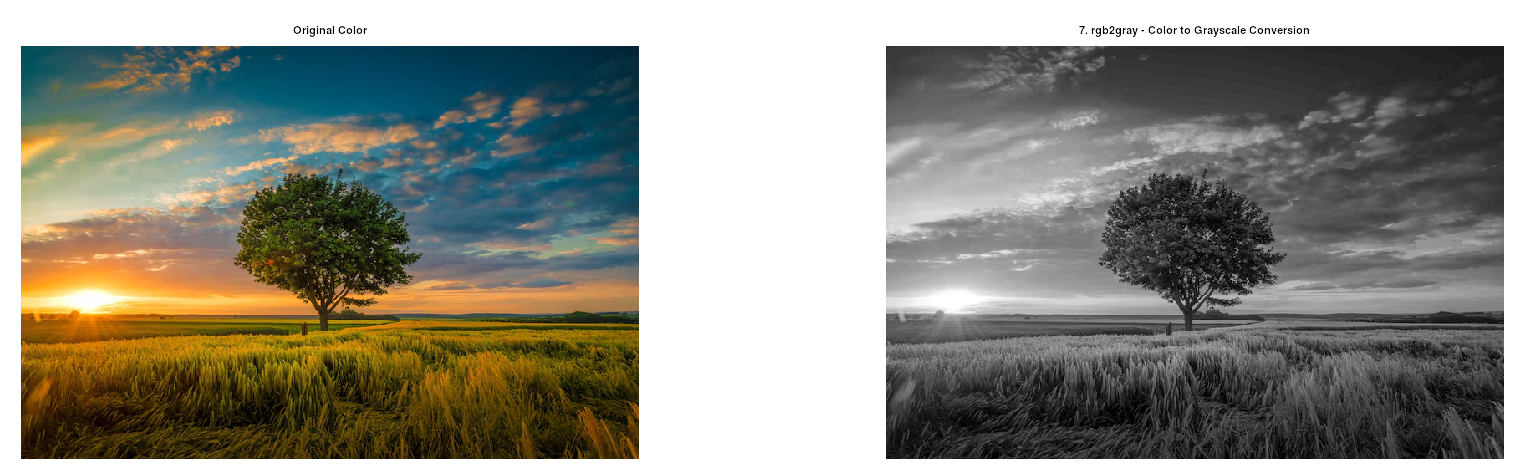 Original Color
7. rgb2gray - Color to Grayscale Conversion